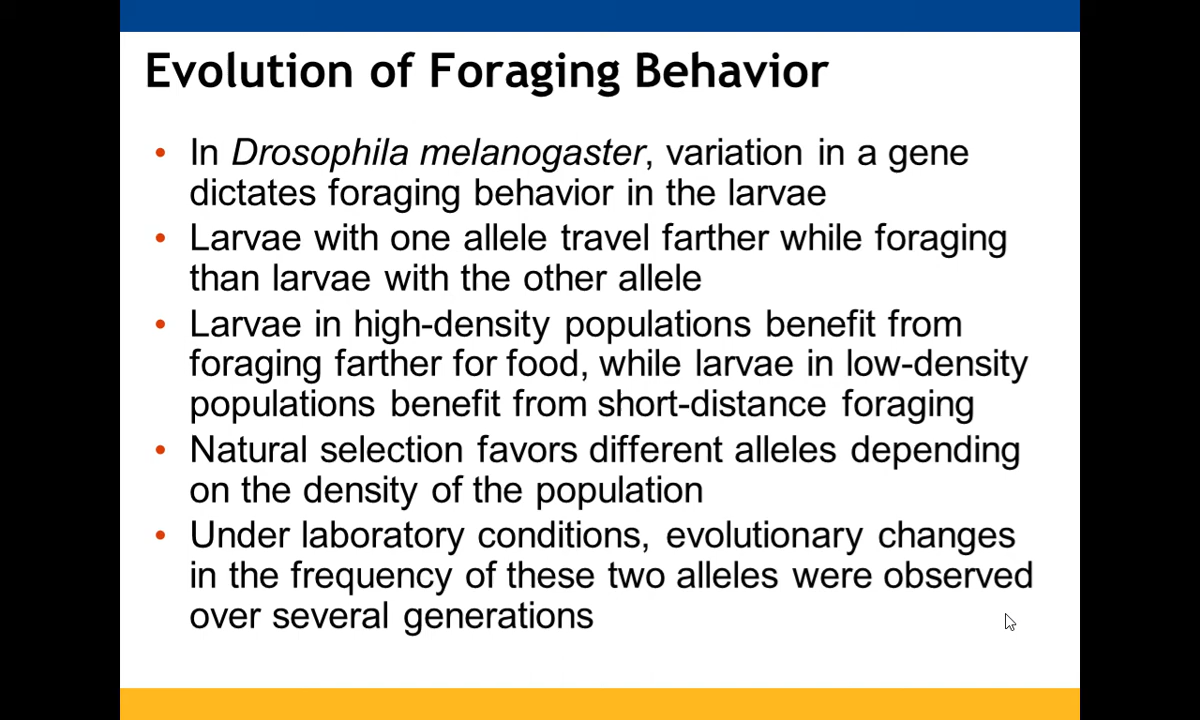 Evolution of Foraging Behavior
• In Drosophila melanogaster, variation in a gene
dictates foraging behavior in the larvae
• Larvae with one allele travel farther while foraging
than larvae with the other allele
• Larvae in high-density populations benefit from
foraging farther for food, while larvae in low-density
populations benefit from short-distance foraging
• Natural selection favors different alleles depending
on the density of the population
• Under laboratory conditions, evolutionary changes
in the frequency of these two alleles were observed
over several generations